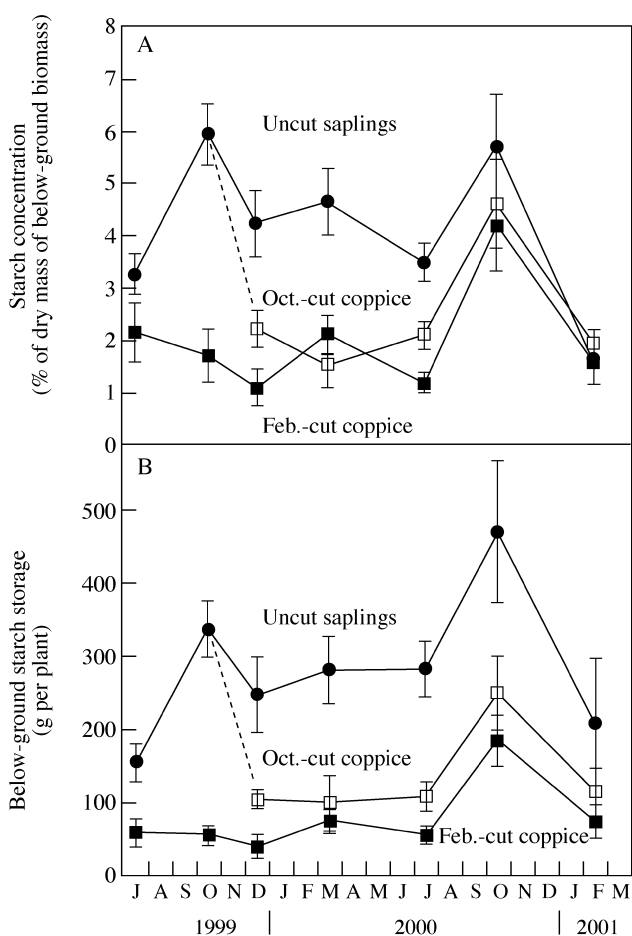 8
A
7
Uncut saplings
6
5
4
Starch concentration
(% of dry mass of below-ground biomass)
3
Oct.-cut coppice
2
1
Feb.-cut coppice
0
B
500
400
Uncut saplings
300
Below-ground starch storage
(g per plant)
200
Oct.-cut coppice
100
Feb.-cut coppice
0
J A S O N D J F M A M J J A S O N D J F M
1999 2000 2001